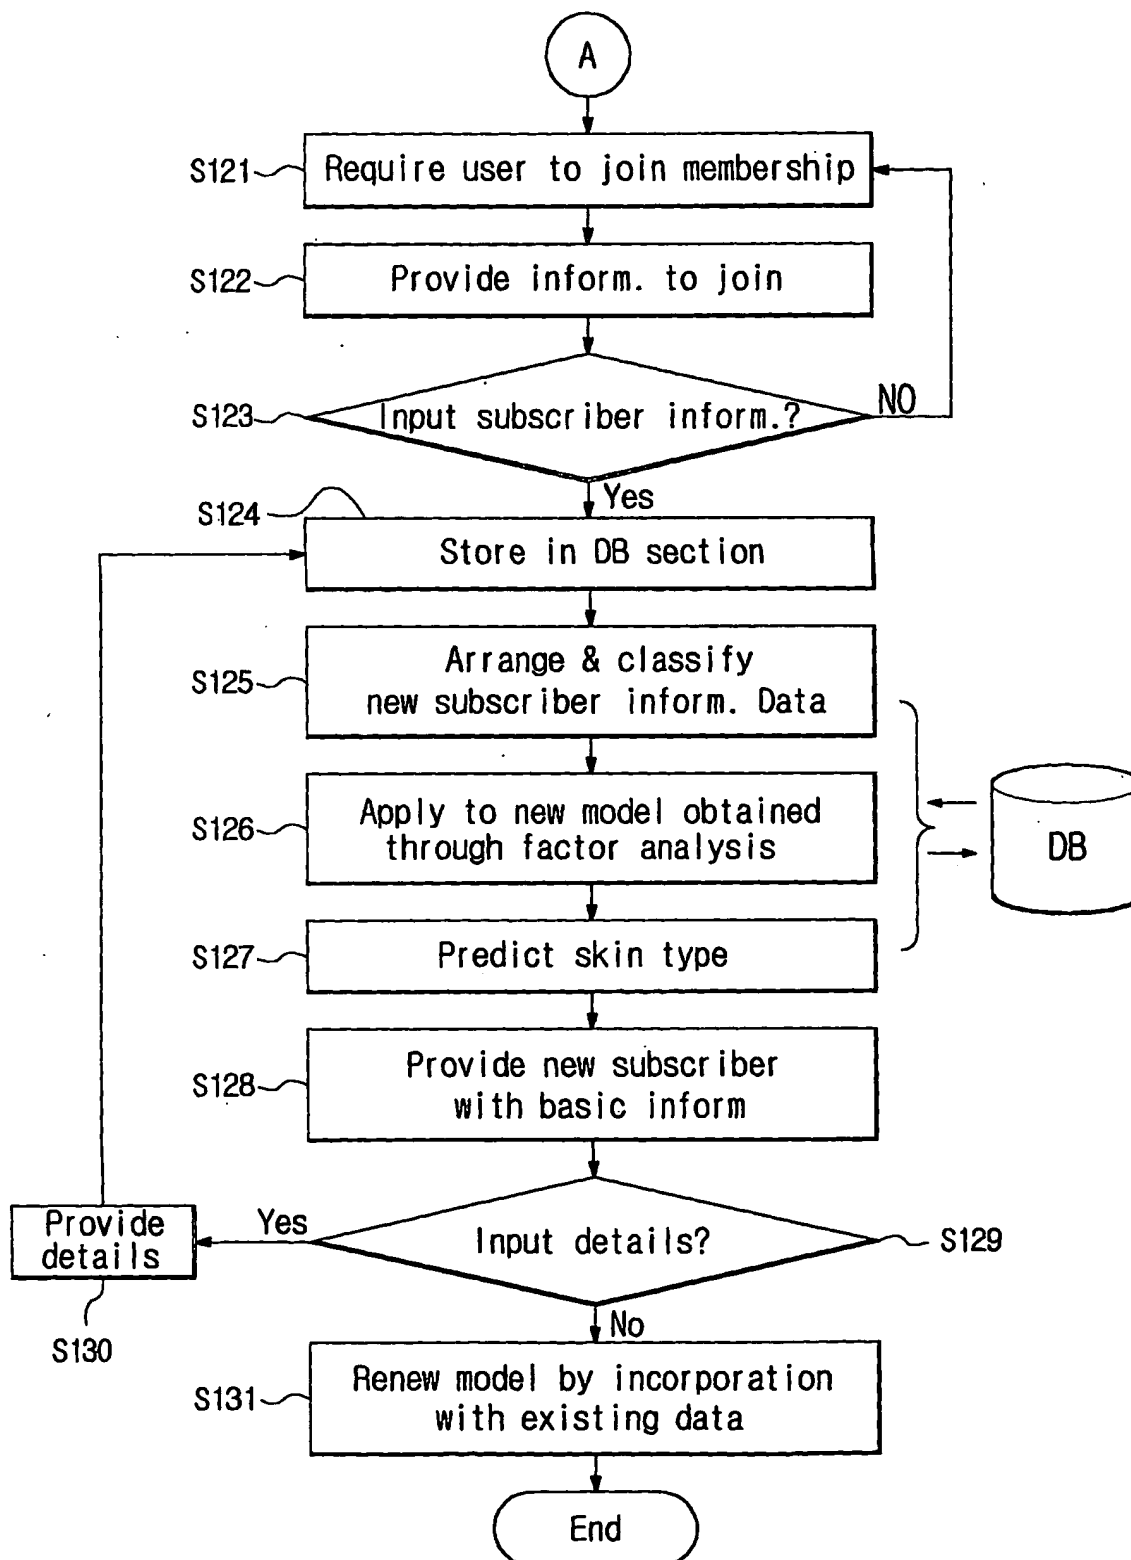 A
S121
Require user to join membership
S122
Provide inform. to join
S123
Input subscriber inform.?
NO
Yes
S124
Store in DB section
S125
Arrange & classify
new subscriber inform. Data
S126
Apply to new model obtained
through factor analysis
DB
S127
Predict skin type
S128
Provide new subscriber
with basic inform
Provide
details
Yes
Input details?
S129
S130
No
S131
Renew model by incorporation
with existing data
End